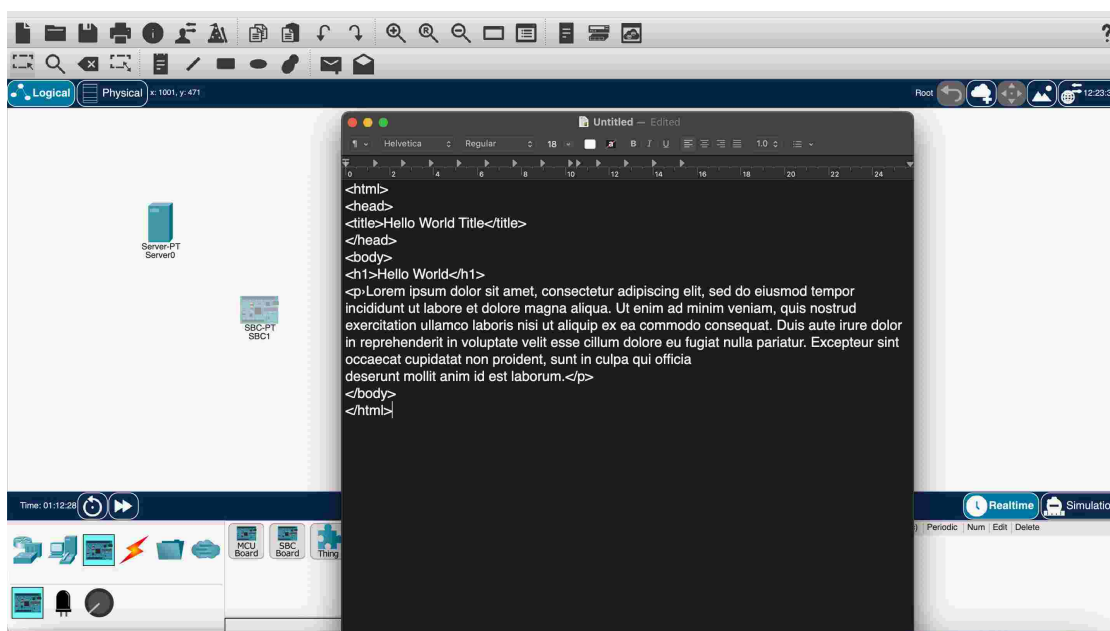 Logical
Physical
x: 1001, y: 471
Root
12:23:3
Untitled — Edited
Helvetica
Regular
18
B I U
1.0
0 2 4 6 8 10 12 14 16 18 20 22 24
<html>
<head>
<title>Hello World Title</title>
</head>
<body>
<h1>Hello World</h1>
<p>Lorem ipsum dolor sit amet, consectetur adipiscing elit, sed do eiusmod tempor
incididunt ut labore et dolore magna aliqua. Ut enim ad minim veniam, quis nostrud
exercitation ullamco laboris nisi ut aliquip ex ea commodo consequat. Duis aute irure dolor
in reprehenderit in voluptate velit esse cillum dolore eu fugiat nulla pariatur. Excepteur sint
occaecat cupidatat non proident, sunt in culpa qui officia
deserunt mollit anim id est laborum.</p>
</body>
</html>
Server-PT
Server0
SBC-PT
SBC1
Time: 01:12:28
Realtime
Simulatio
MCU
Board
SBC
Board
Thing
) Periodic Num Edit Delete